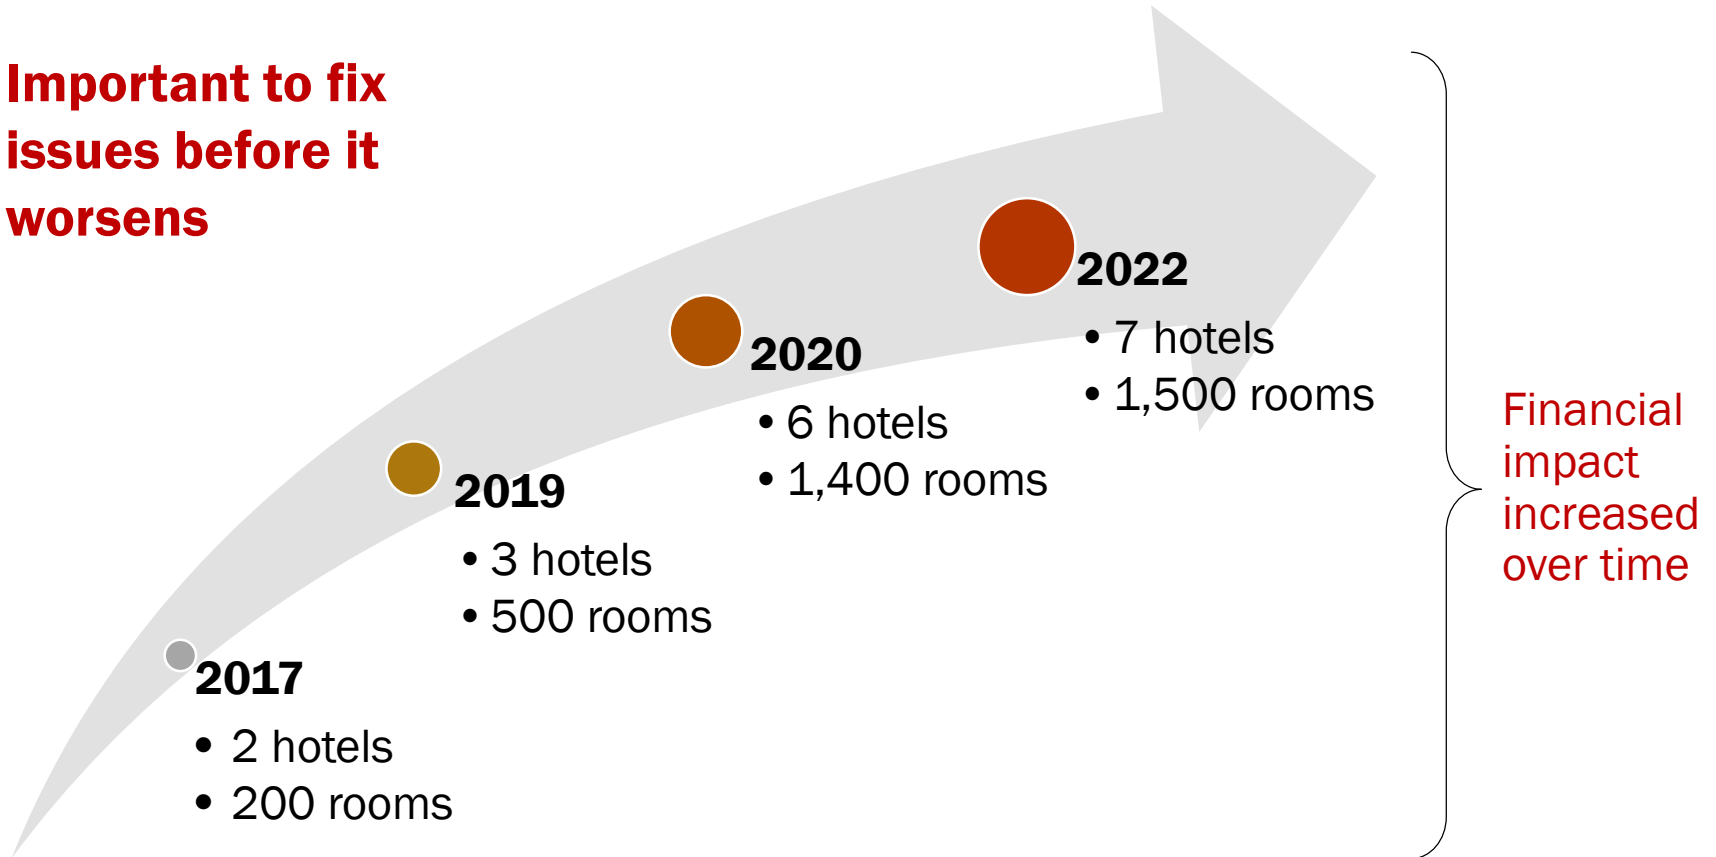 Important to fix
issues before it
worsens
2017
• 2 hotels
• 200 rooms
2019
• 3 hotels
• 500 rooms
2020
• 6 hotels
• 1,400 rooms
2022
• 7 hotels
• 1,500 rooms
Financial
impact
increased
over time